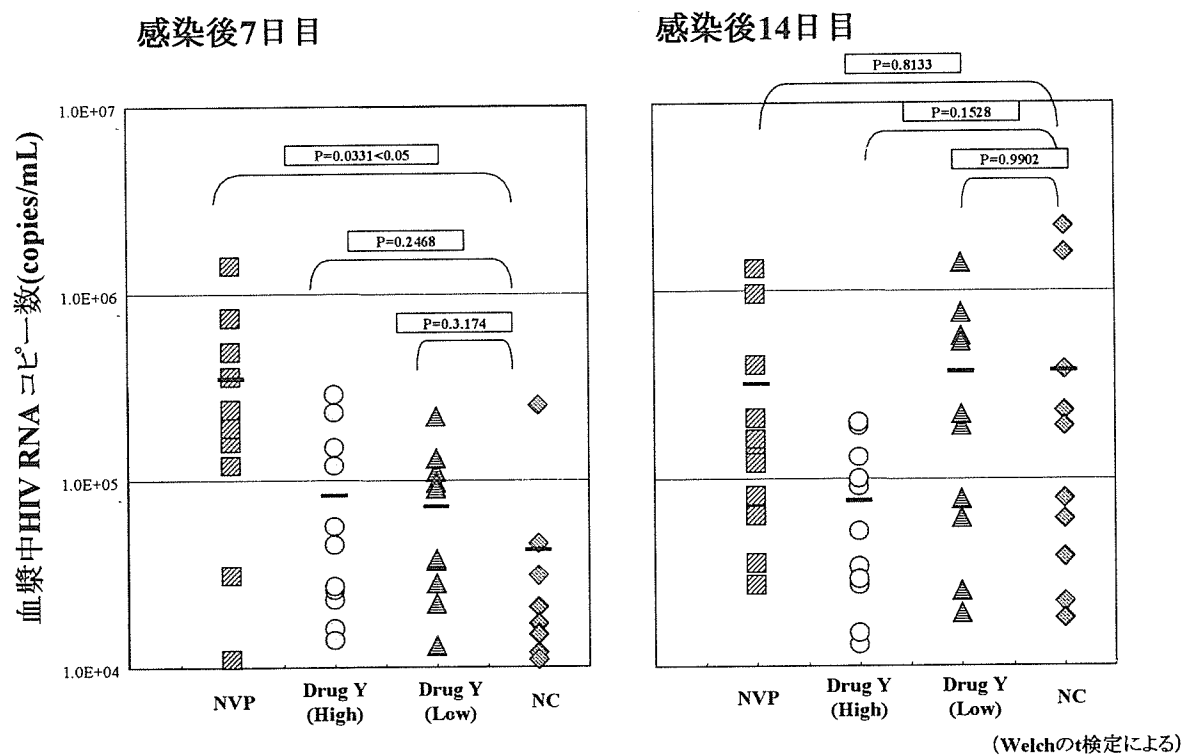 感染後7日目
感染後14日目
血漿中HIV RNA コピー数(copies/mL)
1.0E+07
1.0E+06
1.0E+05
1.0E+04
P=0.0331<0.05
P=0.2468
P=0.3.174
NVP
Drug Y
(High)
Drug Y
(Low)
NC
P=0.8133
P=0.1528
P=0.9902
NVP
Drug Y
(High)
Drug Y
(Low)
NC
(Welchのt検定による)